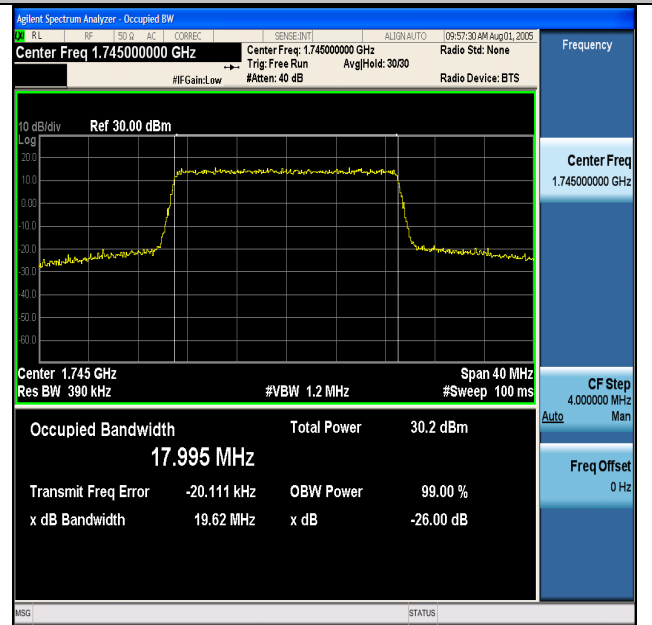 Agilent Spectrum Analyzer - Occupied BW
RL RF 50 Ω AC CORREC SENSE:INT ALIGN AUTO 09:57:30 AM Aug 01, 2005
Center Freq 1.745000000 GHz
Center Freq: 1.745000000 GHz
Radio Std: None
Trig: Free Run Avg|Hold: 30/30
#IFGain:Low #Atten: 40 dB Radio Device: BTS
10 dB/div Ref 30.00 dBm
Log
20.0
10.0
0.00
-10.0
-20.0
-30.0
-40.0
-50.0
-60.0
Center 1.745 GHz Span 40 MHz
Res BW 390 kHz #VBW 1.2 MHz #Sweep 100 ms
Occupied Bandwidth Total Power 30.2 dBm
17.995 MHz
Transmit Freq Error -20.111 kHz OBW Power 99.00 %
x dB Bandwidth 19.62 MHz x dB -26.00 dB
MSG STATUS
Frequency
Center Freq
1.745000000 GHz
CF Step
4.000000 MHz
Auto Man
Freq Offset
0 Hz